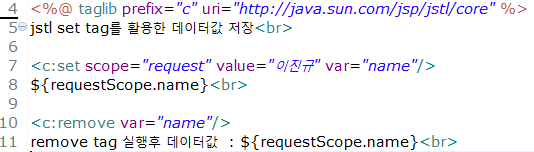 4 <%@ taglib prefix="c" uri="http://java.sun.com/jsp/jstl/core" %>
5 jstl set tag를 활용한 데이터값 저장<br>
6
7 <c:set scope="request" value="이진규" var="name"/>
8 ${requestScope.name}<br>
9
10 <c:remove var="name"/>
11 remove tag 실행후 데이터값 : ${requestScope.name}<br>